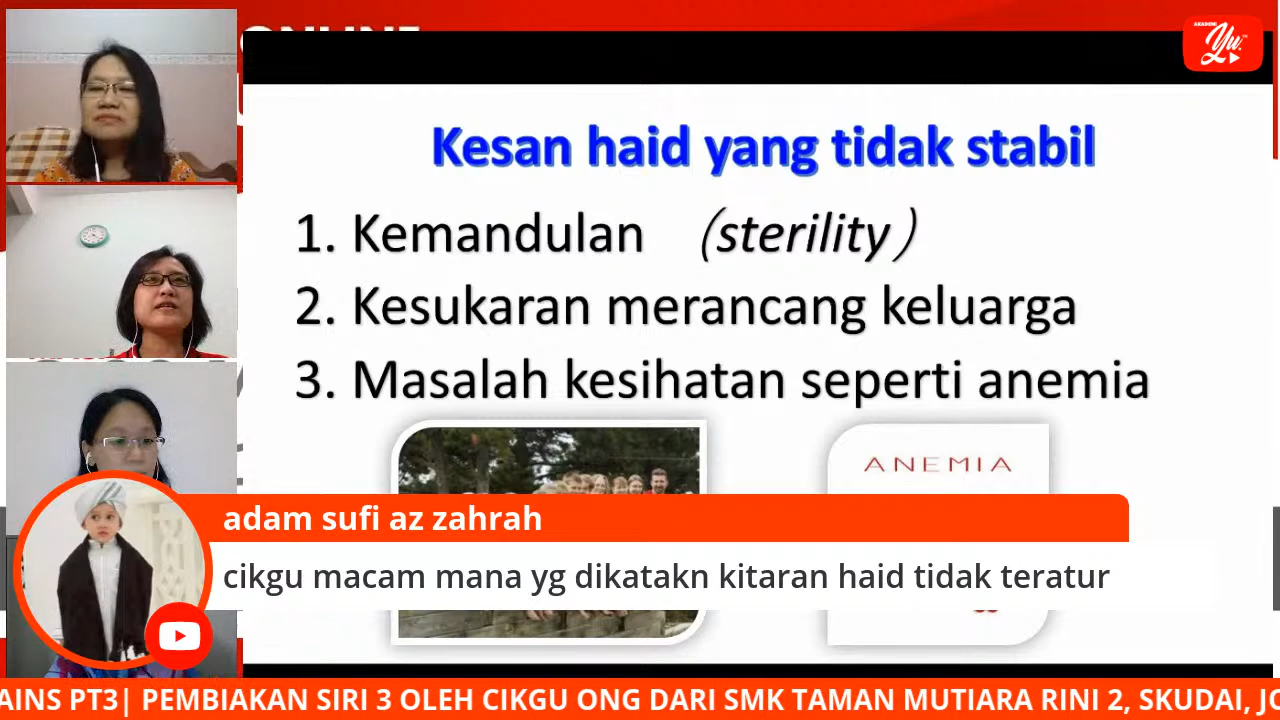 AKADEMI
Yu.
Kesan haid yang tidak stabil
1. Kemandulan (sterility)
2. Kesukaran merancang keluarga
3. Masalah kesihatan seperti anemia
ANEMIA
adam sufi az zahrah
cikgu macam mana yg dikatakn kitaran haid tidak teratur
PT3| PEMBIAKAN SIRI 3 OLEH CIKGU ONG DARI SMK TAMAN MUTIARA RINI 2, SKUDAI,